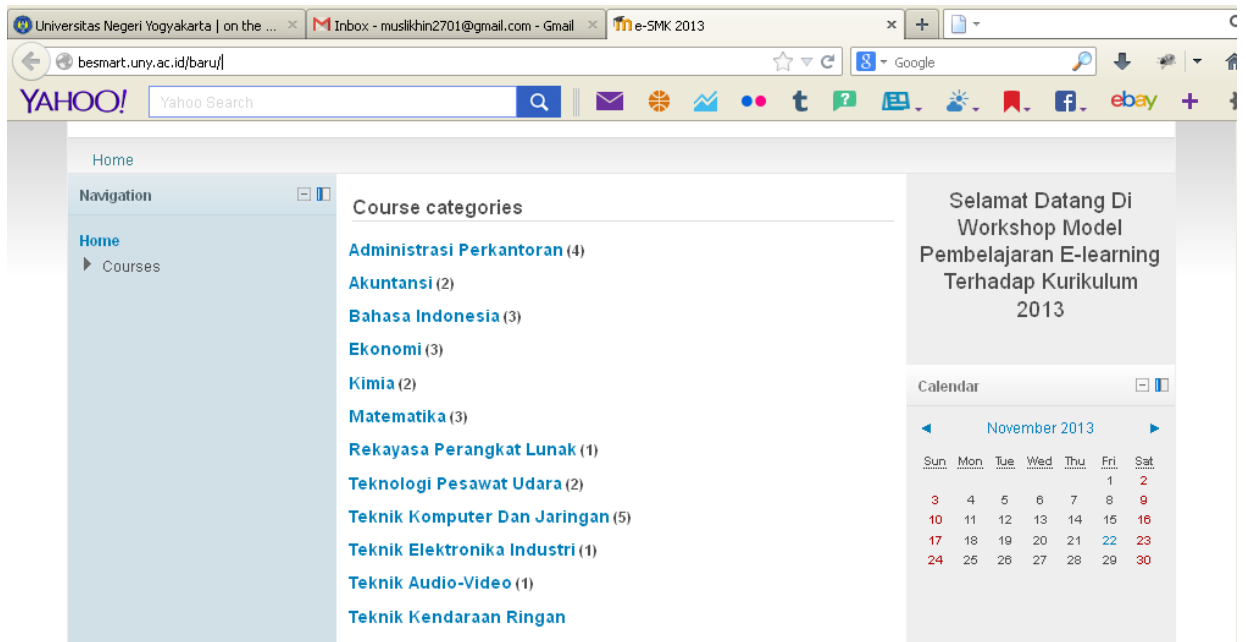 Universitas Negeri Yogyakarta | on the ...
Inbox - muslikhin2701@gmail.com - Gmail
e-SMK 2013
besmart.uny.ac.id/baru/
Google
YAHOO!
Yahoo Search
ebay
Home
Navigation
Home
Courses
Course categories
Administrasi Perkantoran (4)
Akuntansi (2)
Bahasa Indonesia (3)
Ekonomi (3)
Kimia (2)
Matematika (3)
Rekayasa Perangkat Lunak (1)
Teknologi Pesawat Udara (2)
Teknik Komputer Dan Jaringan (5)
Teknik Elektronika Industri (1)
Teknik Audio-Video (1)
Teknik Kendaraan Ringan
Selamat Datang Di
Workshop Model
Pembelajaran E-learning
Terhadap Kurikulum
2013
Calendar
November 2013
Sun Mon Tue Wed Thu Fri Sat
1 2
3 4 5 6 7 8 9
10 11 12 13 14 15 16
17 18 19 20 21 22 23
24 25 26 27 28 29 30